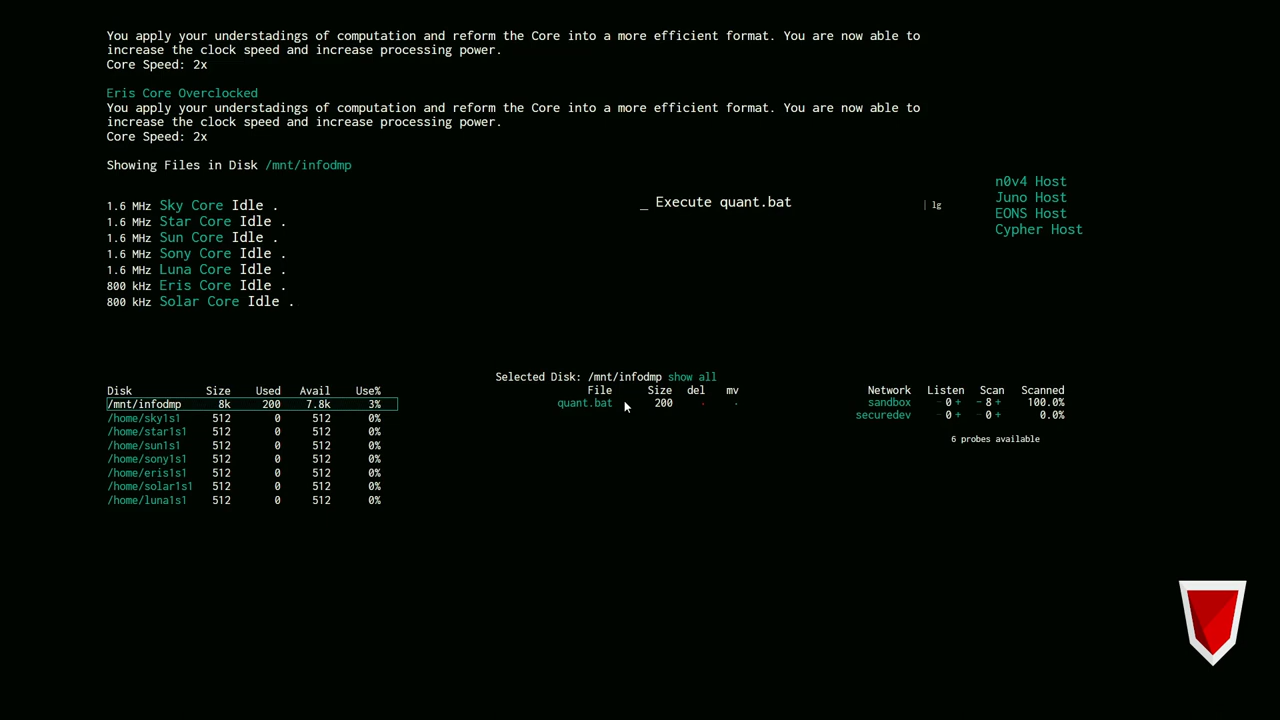 You apply your understadings of computation and reform the Core into a more efficient format. You are now able to
increase the clock speed and increase processing power.
Core Speed: 2x
Eris Core Overclocked
You apply your understadings of computation and reform the Core into a more efficient format. You are now able to
increase the clock speed and increase processing power.
Core Speed: 2x
Showing Files in Disk /mnt/infodmp
1.6 MHz Sky Core Idle .
1.6 MHz Star Core Idle .
1.6 MHz Sun Core Idle .
1.6 MHz Sony Core Idle .
1.6 MHz Luna Core Idle .
800 kHz Eris Core Idle .
800 kHz Solar Core Idle .
_ Execute quant.bat
| lg
n0v4 Host
Juno Host
EONS Host
Cypher Host
Disk Size Used Avail Use%
/mnt/infodmp 8k 200 7.8k 3%
/home/sky1s1 512 0 512 0%
/home/star1s1 512 0 512 0%
/home/sun1s1 512 0 512 0%
/home/sony1s1 512 0 512 0%
/home/eris1s1 512 0 512 0%
/home/solar1s1 512 0 512 0%
/home/luna1s1 512 0 512 0%
Selected Disk: /mnt/infodmp show all
File Size del mv
quant.bat 200 . .
Network Listen Scan Scanned
sandbox - 0 + - 8 + 100.0%
securedev - 0 + - 0 + 0.0%
6 probes available